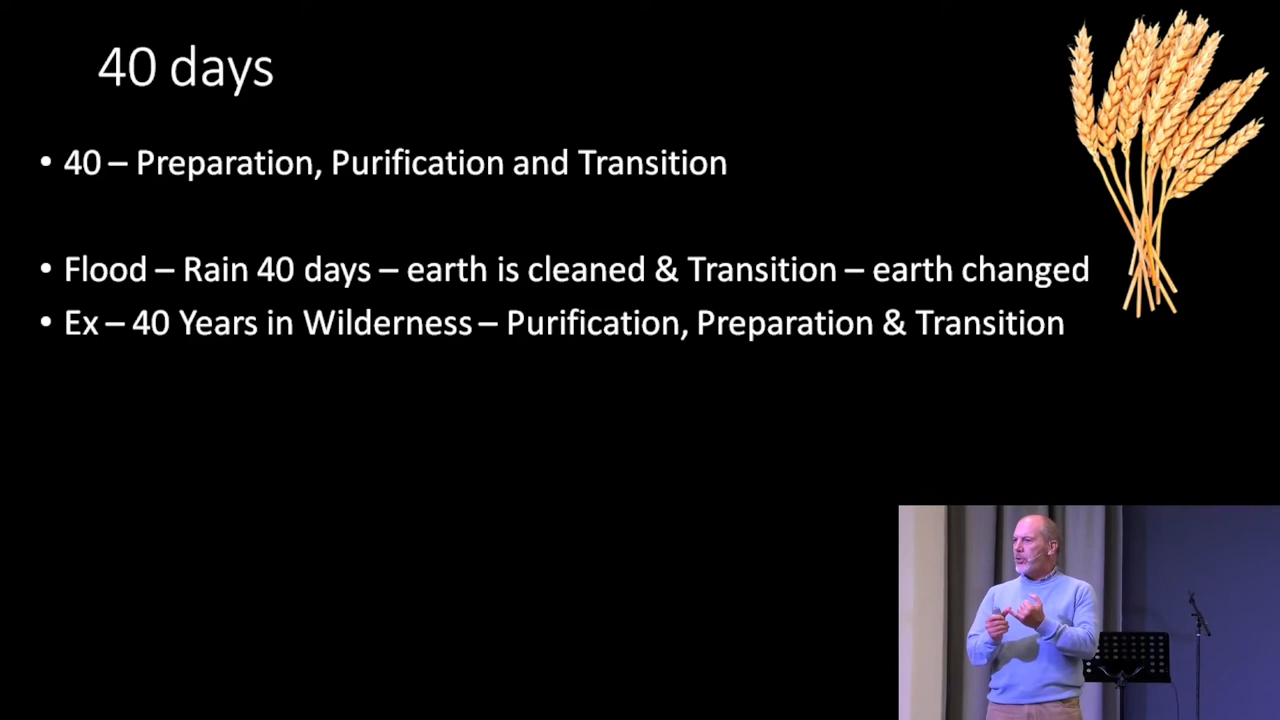 40 days
• 40 – Preparation, Purification and Transition
• Flood – Rain 40 days – earth is cleaned & Transition – earth changed
• Ex – 40 Years in Wilderness – Purification, Preparation & Transition